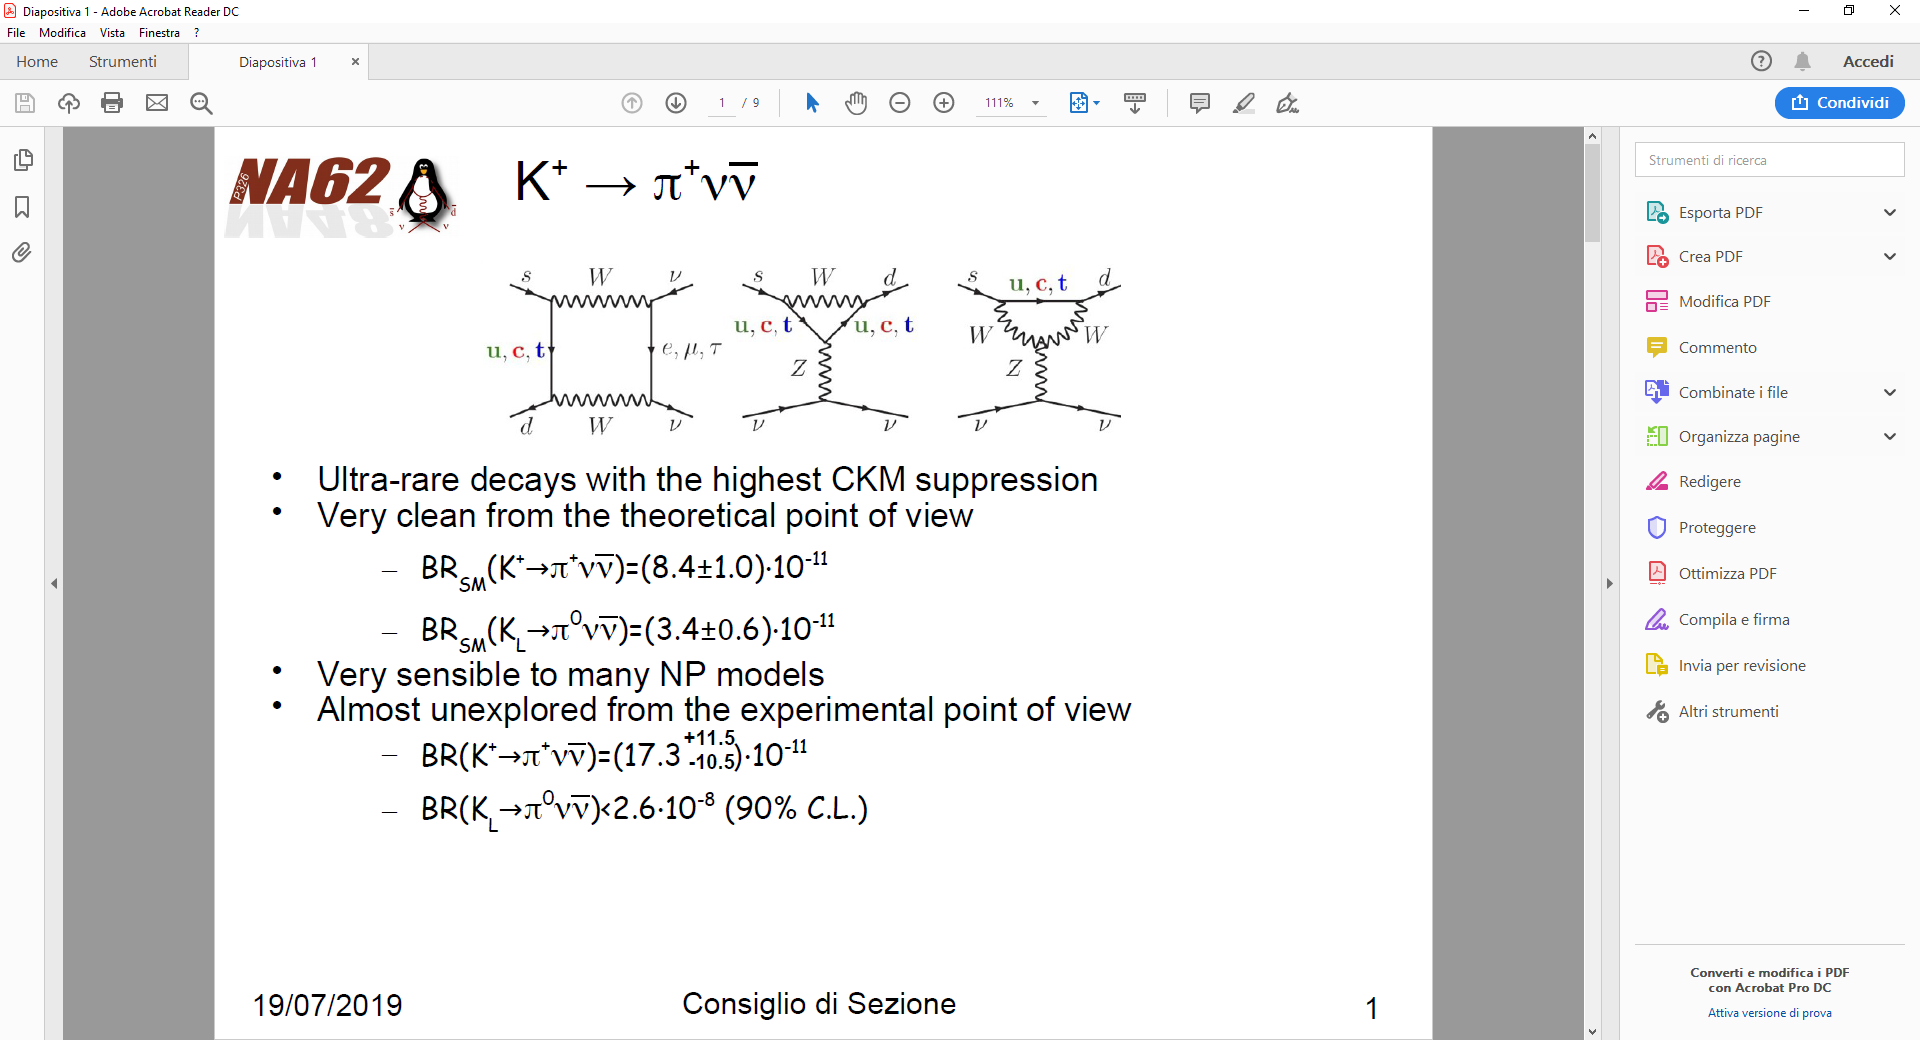 Diapositiva 1 - Adobe Acrobat Reader DC
File Modifica Vista Finestra ?
Home Strumenti Diapositiva 1 × Accedi
1 / 9 111% Condividi
P326 NA62
NA48
s̄ d̄
ν ν
K⁺ → π⁺νν̅
s W ν
u, c, t e, μ, τ
d W ν
s W d
u, c, t u, c, t
Z
ν ν
s u, c, t d
W W
Z
ν ν
• Ultra-rare decays with the highest CKM suppression
• Very clean from the theoretical point of view
– BR_SM(K⁺→π⁺νν̅)=(8.4±1.0)·10⁻¹¹
– BR_SM(K_L→π⁰νν̅)=(3.4±0.6)·10⁻¹¹
• Very sensible to many NP models
• Almost unexplored from the experimental point of view
– BR(K⁺→π⁺νν̅)=(17.3 +11.5 -10.5)·10⁻¹¹
– BR(K_L→π⁰νν̅)<2.6·10⁻⁸ (90% C.L.)
19/07/2019 Consiglio di Sezione 1
Strumenti di ricerca
Esporta PDF
Crea PDF
Modifica PDF
Commento
Combinate i file
Organizza pagine
Redigere
Proteggere
Ottimizza PDF
Compila e firma
Invia per revisione
Altri strumenti
Converti e modifica i PDF
con Acrobat Pro DC
Attiva versione di prova